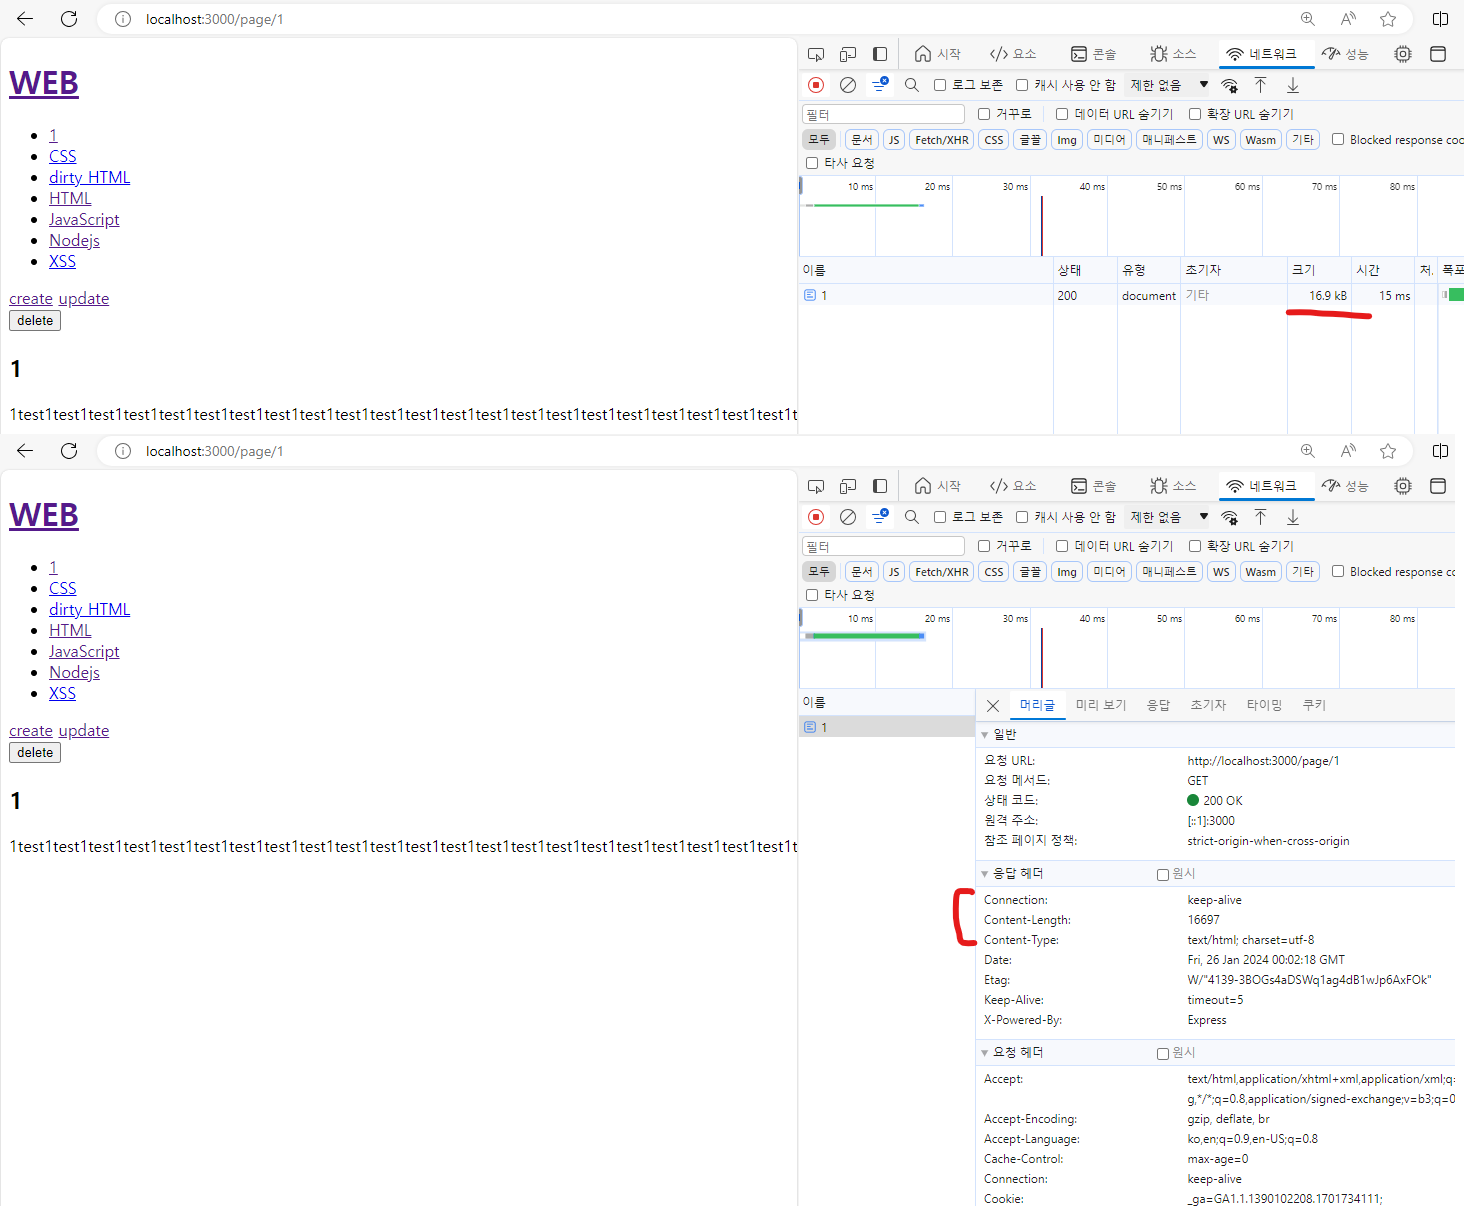 localhost:3000/page/1
시작 요소 콘솔 소스 네트워크 성능
WEB
로그 보존 캐시 사용 안 함 제한 없음
필터 거꾸로 데이터 URL 숨기기 확장 URL 숨기기
모두 문서 JS Fetch/XHR CSS 글꼴 Img 미디어 매니페스트 WS Wasm 기타 Blocked response coo
타사 요청
10 ms 20 ms 30 ms 40 ms 50 ms 60 ms 70 ms 80 ms
1
CSS
dirty HTML
HTML
JavaScript
Nodejs
XSS
이름 상태 유형 초기자 크기 시간 처. 폭포
1 200 document 기타 16.9 kB 15 ms
create update
delete
1
1test1test1test1test1test1test1test1test1test1test1test1test1test1test1test1test1test1test1test1test1test1test1t
localhost:3000/page/1
시작 요소 콘솔 소스 네트워크 성능
WEB
로그 보존 캐시 사용 안 함 제한 없음
필터 거꾸로 데이터 URL 숨기기 확장 URL 숨기기
모두 문서 JS Fetch/XHR CSS 글꼴 Img 미디어 매니페스트 WS Wasm 기타 Blocked response co
타사 요청
10 ms 20 ms 30 ms 40 ms 50 ms 60 ms 70 ms 80 ms
1
CSS
dirty HTML
HTML
JavaScript
Nodejs
XSS
create update
delete
1
1test1test1test1test1test1test1test1test1test1test1test1test1test1test1test1test1test1test1test1test1test1test1t
이름
1
머리글 미리 보기 응답 초기자 타이밍 쿠키
일반
요청 URL: http://localhost:3000/page/1
요청 메서드: GET
상태 코드: 200 OK
원격 주소: [::1]:3000
참조 페이지 정책: strict-origin-when-cross-origin
응답 헤더 원시
Connection: keep-alive
Content-Length: 16697
Content-Type: text/html; charset=utf-8
Date: Fri, 26 Jan 2024 00:02:18 GMT
Etag: W/"4139-3BOGs4aDSWq1ag4dB1wJp6AxFOk"
Keep-Alive: timeout=5
X-Powered-By: Express
요청 헤더 원시
Accept: text/html,application/xhtml+xml,application/xml;q=
g,*/*;q=0.8,application/signed-exchange;v=b3;q=0
Accept-Encoding: gzip, deflate, br
Accept-Language: ko,en;q=0.9,en-US;q=0.8
Cache-Control: max-age=0
Connection: keep-alive
Cookie: _ga=GA1.1.1390102208.1701734111;